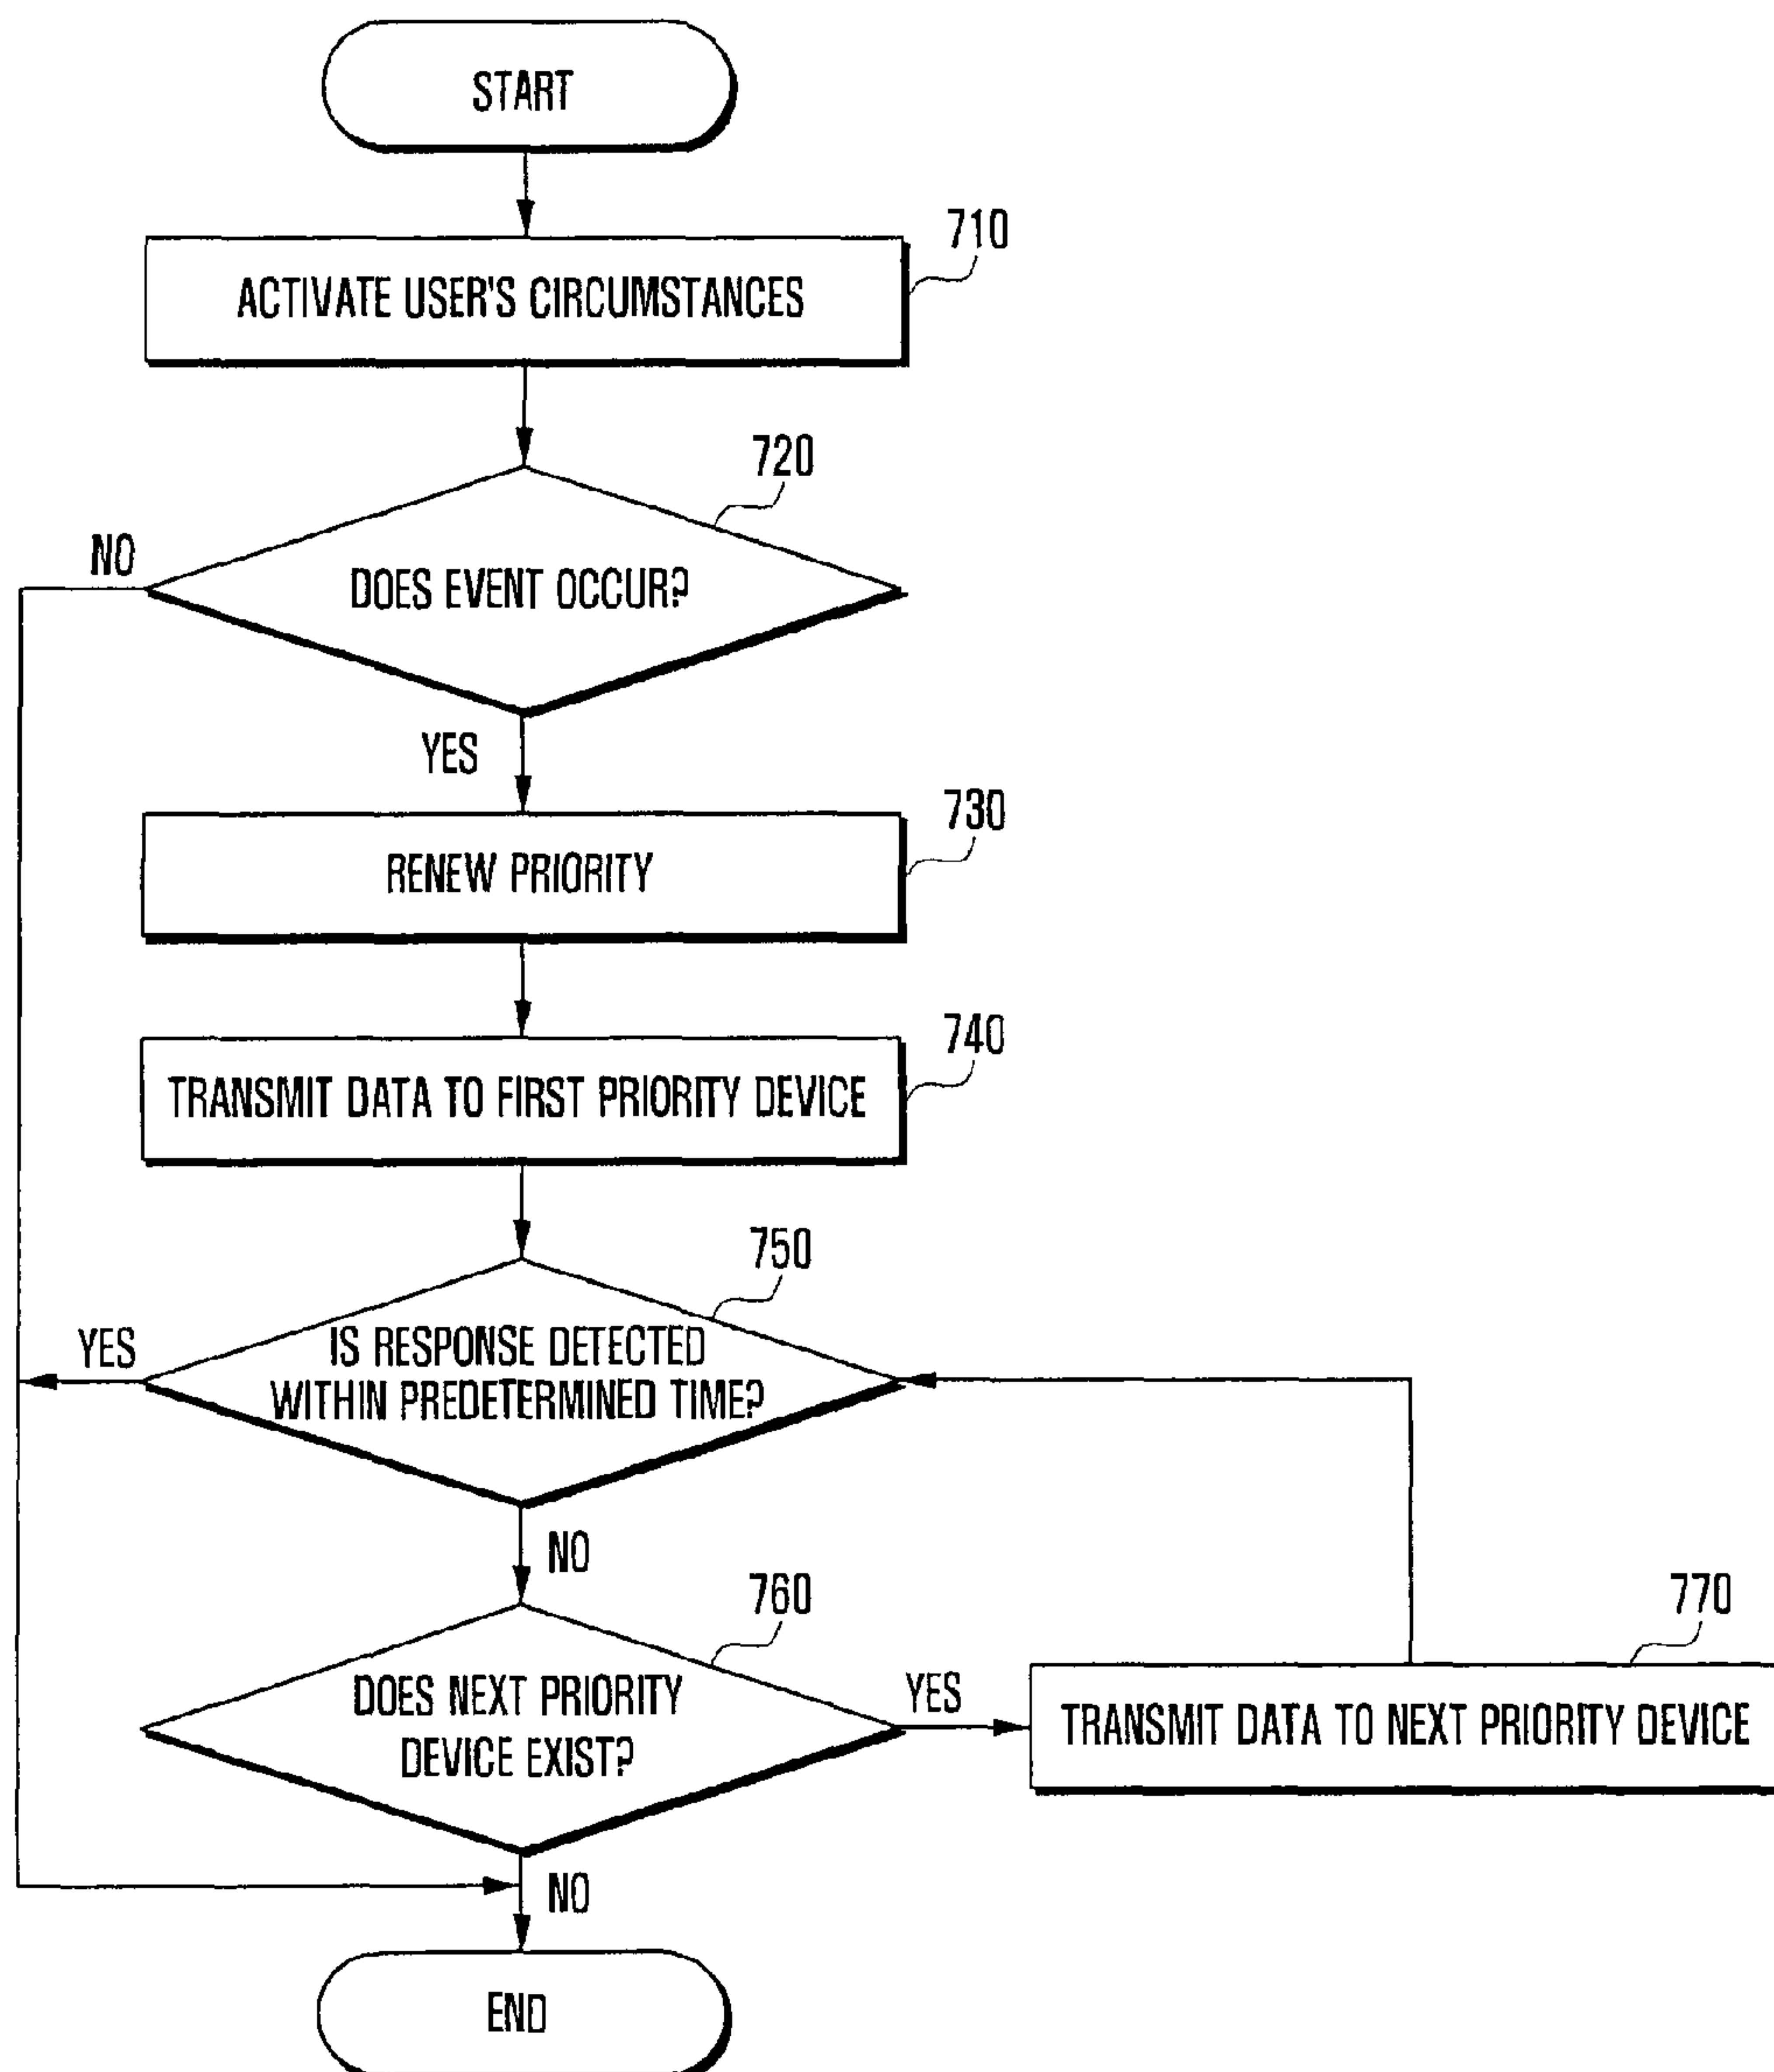 START
710
ACTIVATE USER'S CIRCUMSTANCES
720
NO
DOES EVENT OCCUR?
YES
730
RENEW PRIORITY
740
TRANSMIT DATA TO FIRST PRIORITY DEVICE
750
YES
IS RESPONSE DETECTED
WITHIN PREDETERMINED TIME?
NO
760
770
DOES NEXT PRIORITY
DEVICE EXIST?
YES
TRANSMIT DATA TO NEXT PRIORITY DEVICE
NO
END